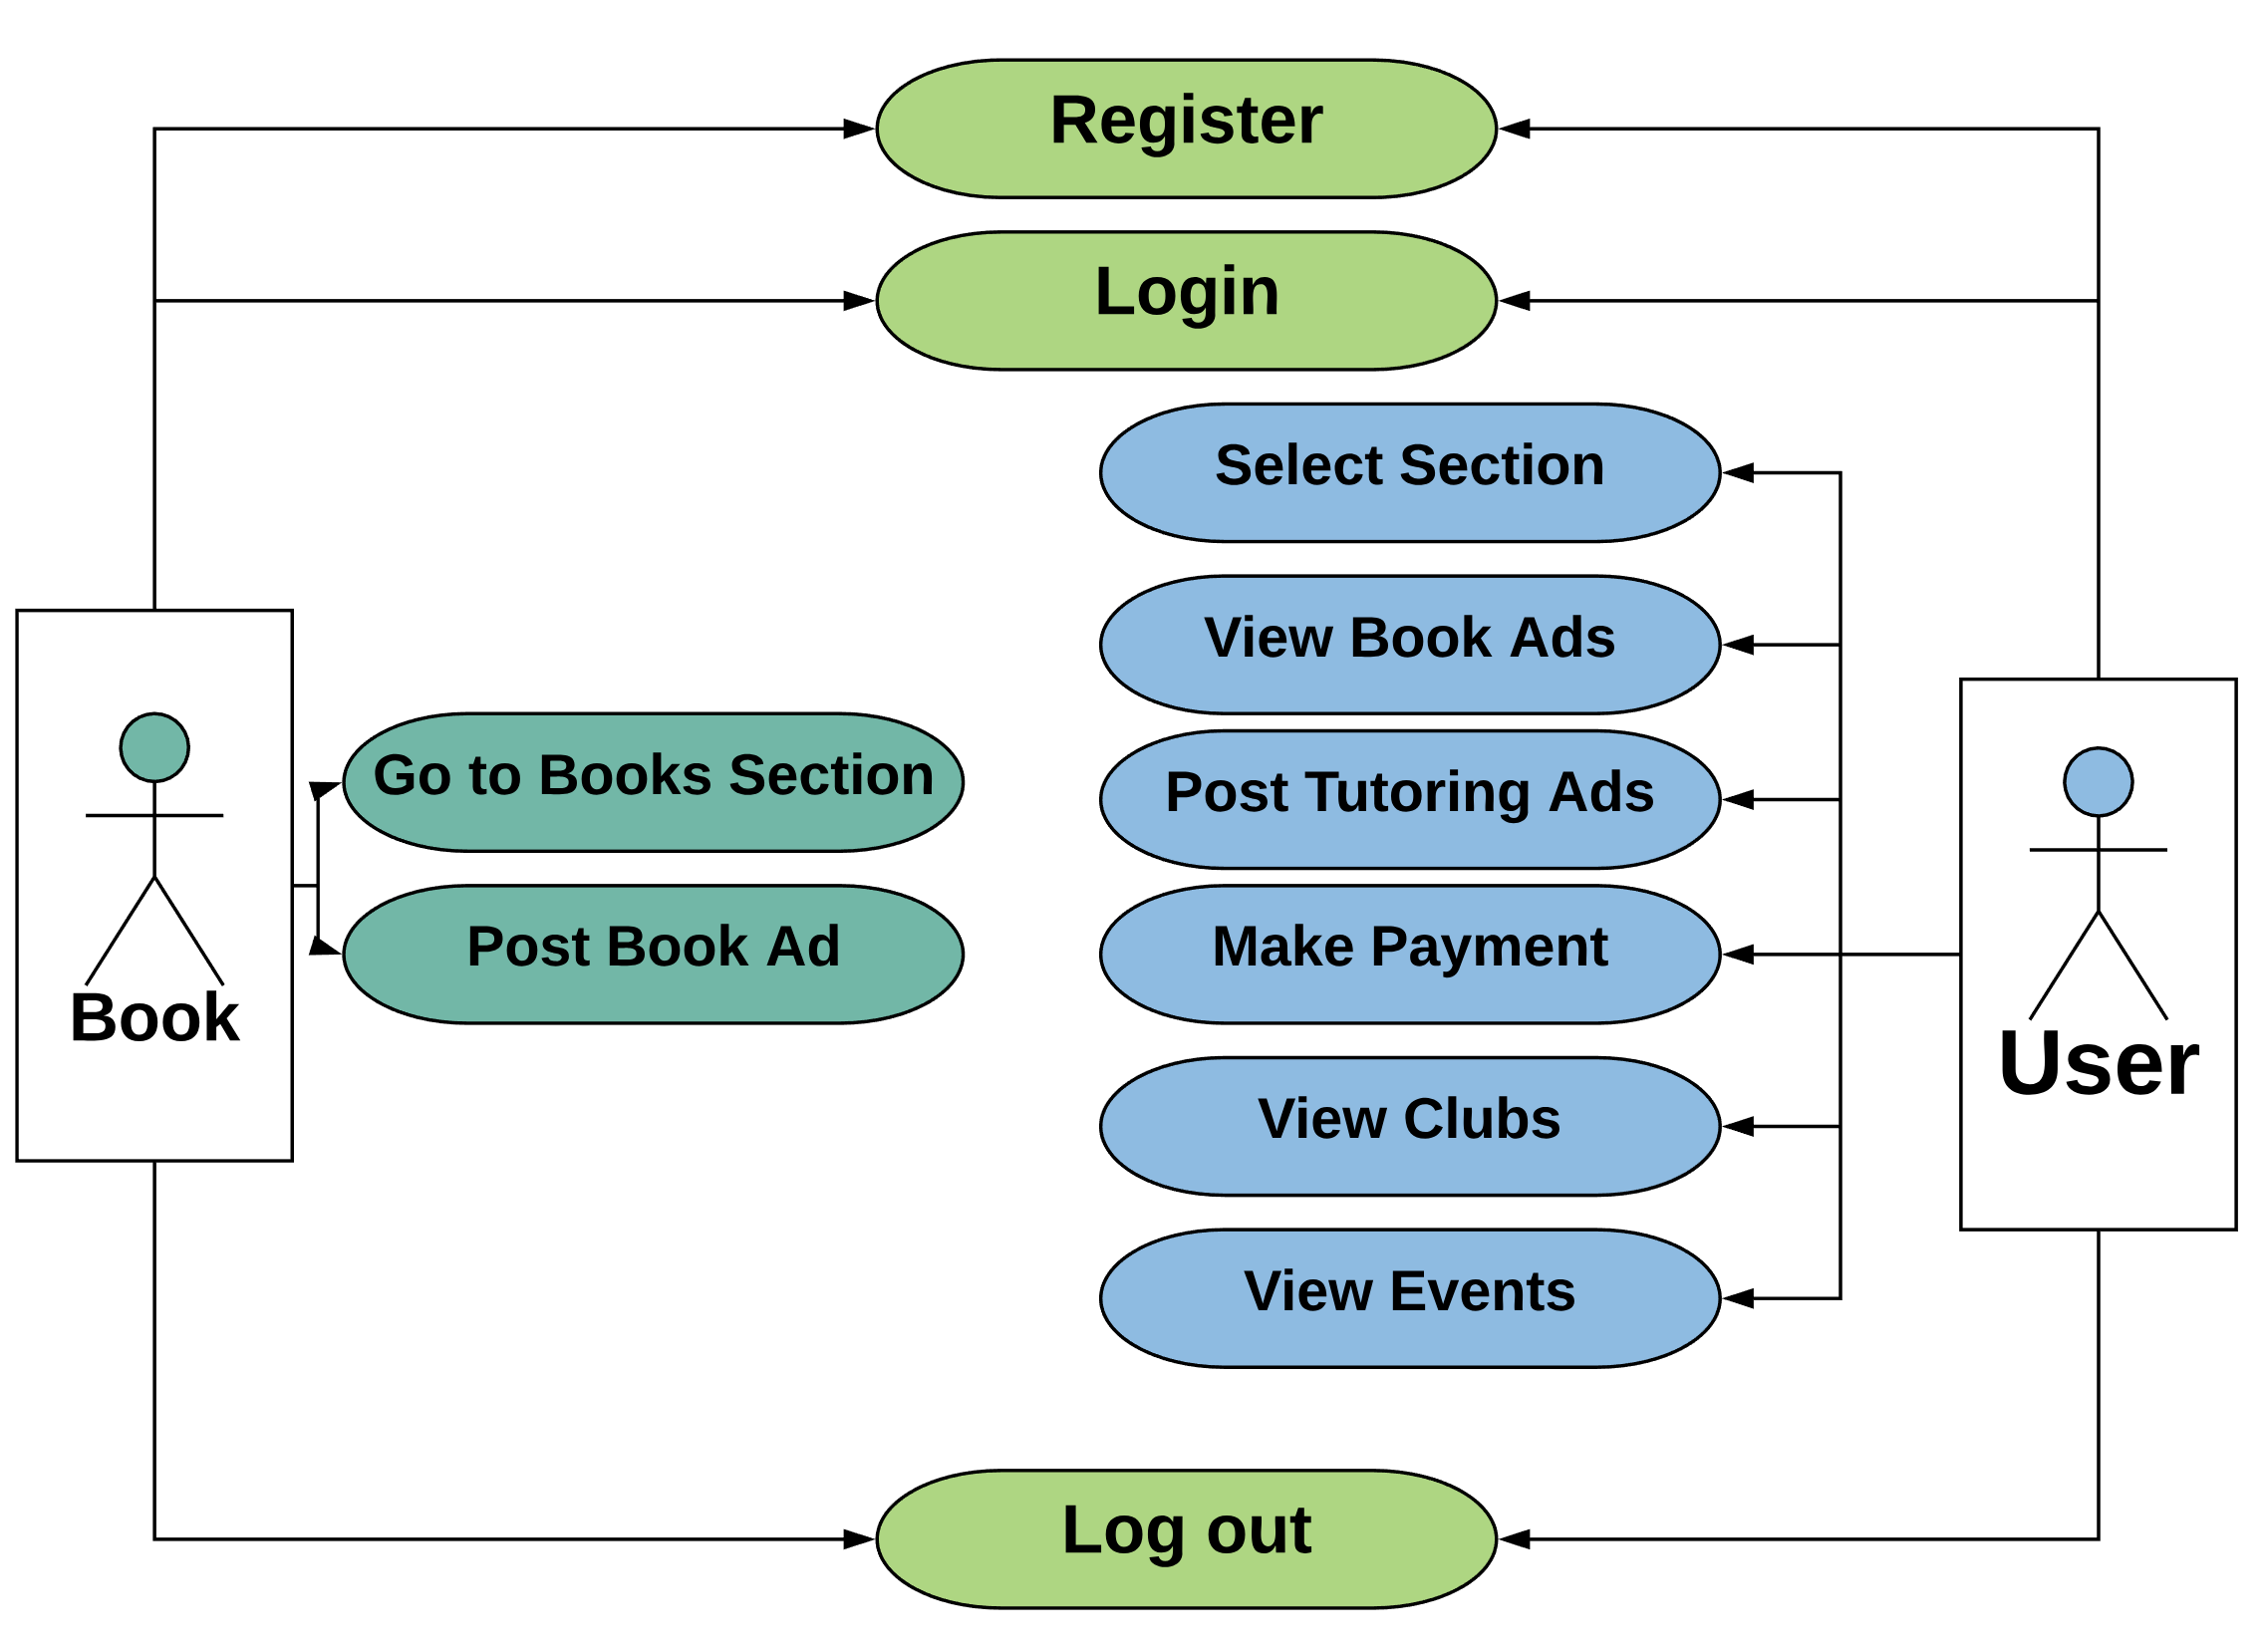 Register
Login
Select Section
View Book Ads
Go to Books Section
Post Tutoring Ads
Post Book Ad
Make Payment
Book
User
View Clubs
View Events
Log out